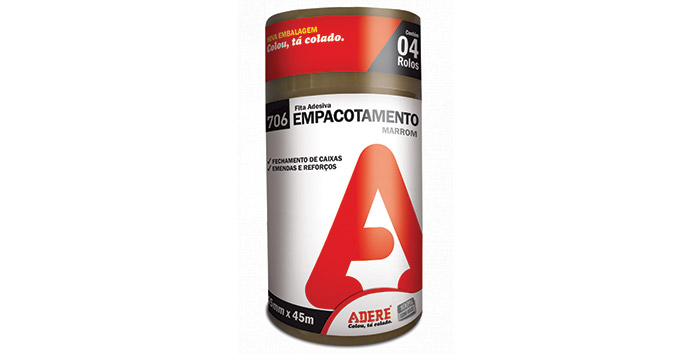 NOVA EMBALAGEM
Colou, tá colado.
Contém
04
Rolos
706
Fita Adesiva
EMPACOTAMENTO
MARROM
✓ FECHAMENTO DE CAIXAS
✓ EMENDAS E REFORÇOS
5mm x 45m
ADERE
Colou, tá colado.